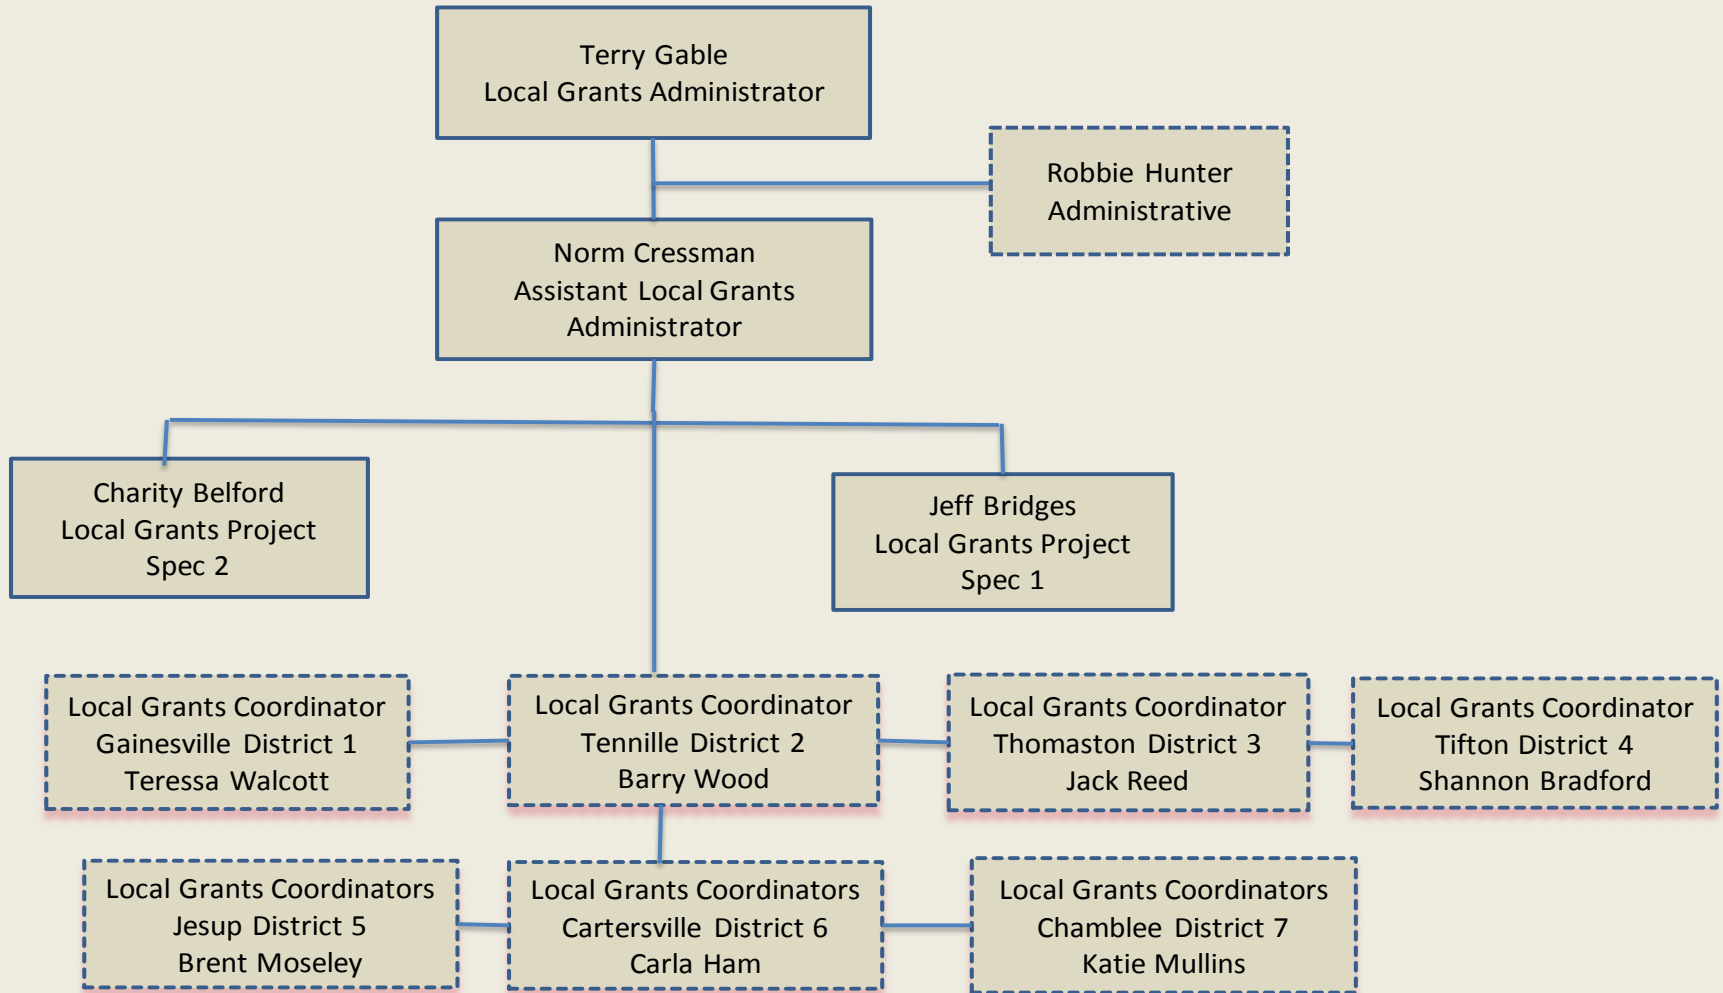 Terry Gable
Local Grants Administrator
Robbie Hunter
Administrative
Norm Cressman
Assistant Local Grants
Administrator
Charity Belford
Local Grants Project
Spec 2
Jeff Bridges
Local Grants Project
Spec 1
Local Grants Coordinator
Gainesville District 1
Teressa Walcott
Local Grants Coordinator
Tennille District 2
Barry Wood
Local Grants Coordinator
Thomaston District 3
Jack Reed
Local Grants Coordinator
Tifton District 4
Shannon Bradford
Local Grants Coordinators
Jesup District 5
Brent Moseley
Local Grants Coordinators
Cartersville District 6
Carla Ham
Local Grants Coordinators
Chamblee District 7
Katie Mullins